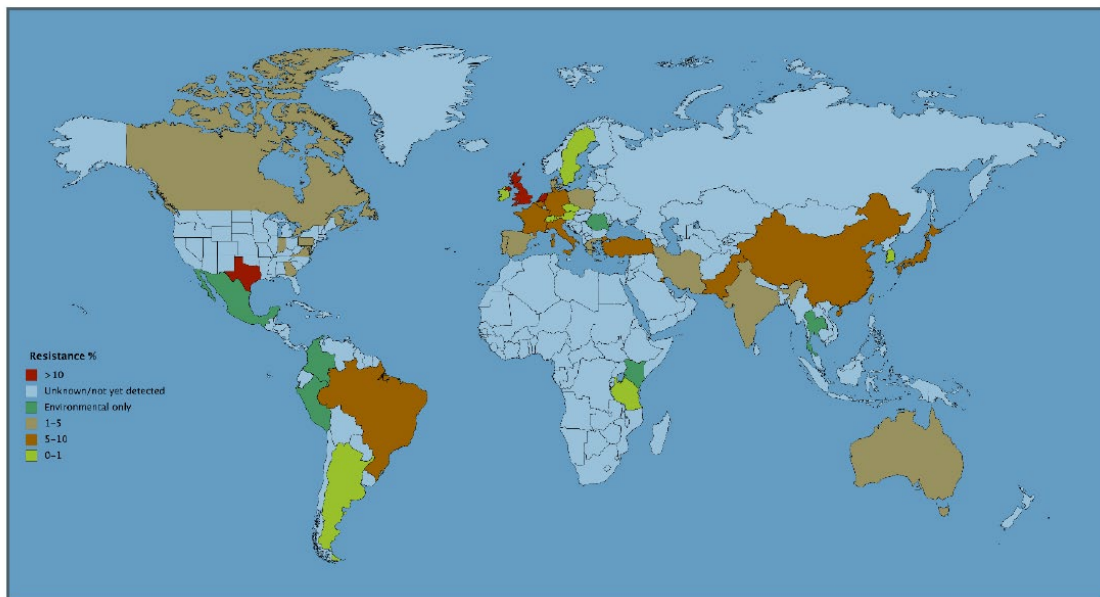 Resistance %
>10
Unknown/not yet detected
Environmental only
1-5
5-10
0-1